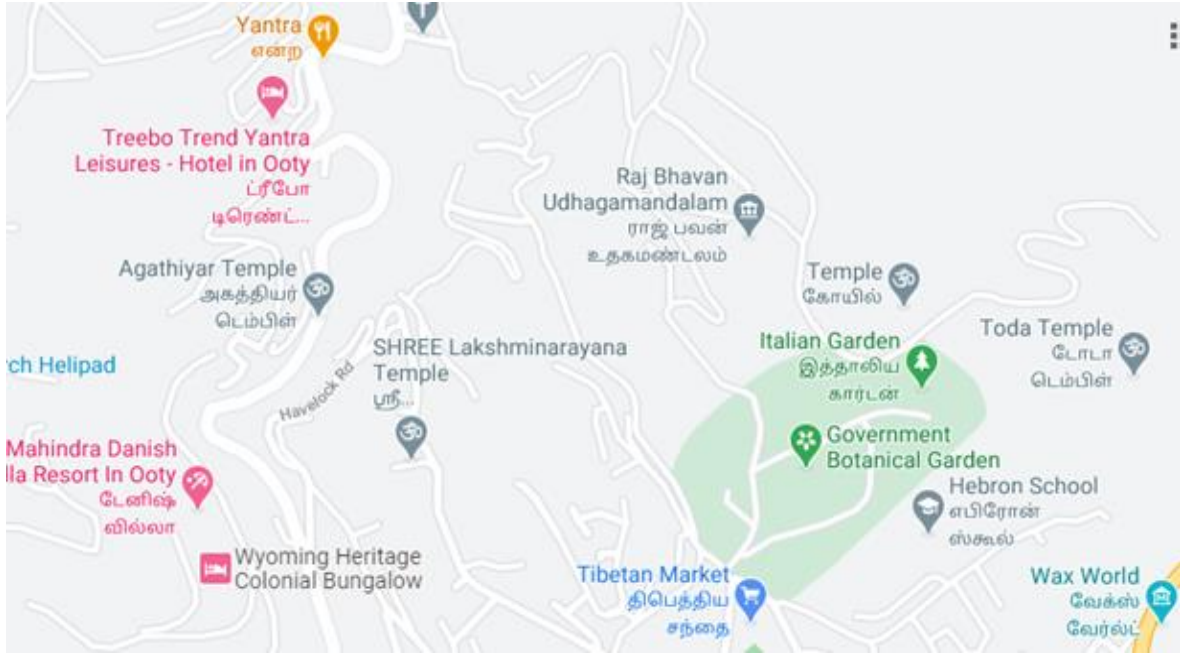 Yantra
என்ற
Treebo Trend Yantra
Leisures - Hotel in Ooty
ட்ரீபோ
டிரெண்ட்...
Raj Bhavan
Udhagamandalam
ராஜ் பவன்
உதகமண்டலம்
Agathiyar Temple
அகத்தியர்
டெம்பிள்
Temple
கோயில்
Toda Temple
டோடா
டெம்பிள்
Italian Garden
இத்தாலிய
கார்டன்
rch Helipad
SHREE Lakshminarayana
Temple
ஸ்ரீ...
Havelock Rd
Government
Botanical Garden
Mahindra Danish
lla Resort In Ooty
டேனிஷ்
வில்லா
Hebron School
எபிரோன்
ஸ்கூல்
Wyoming Heritage
Colonial Bungalow
Tibetan Market
திபெத்திய
சந்தை
Wax World
வேக்ஸ்
வேர்ல்ட்